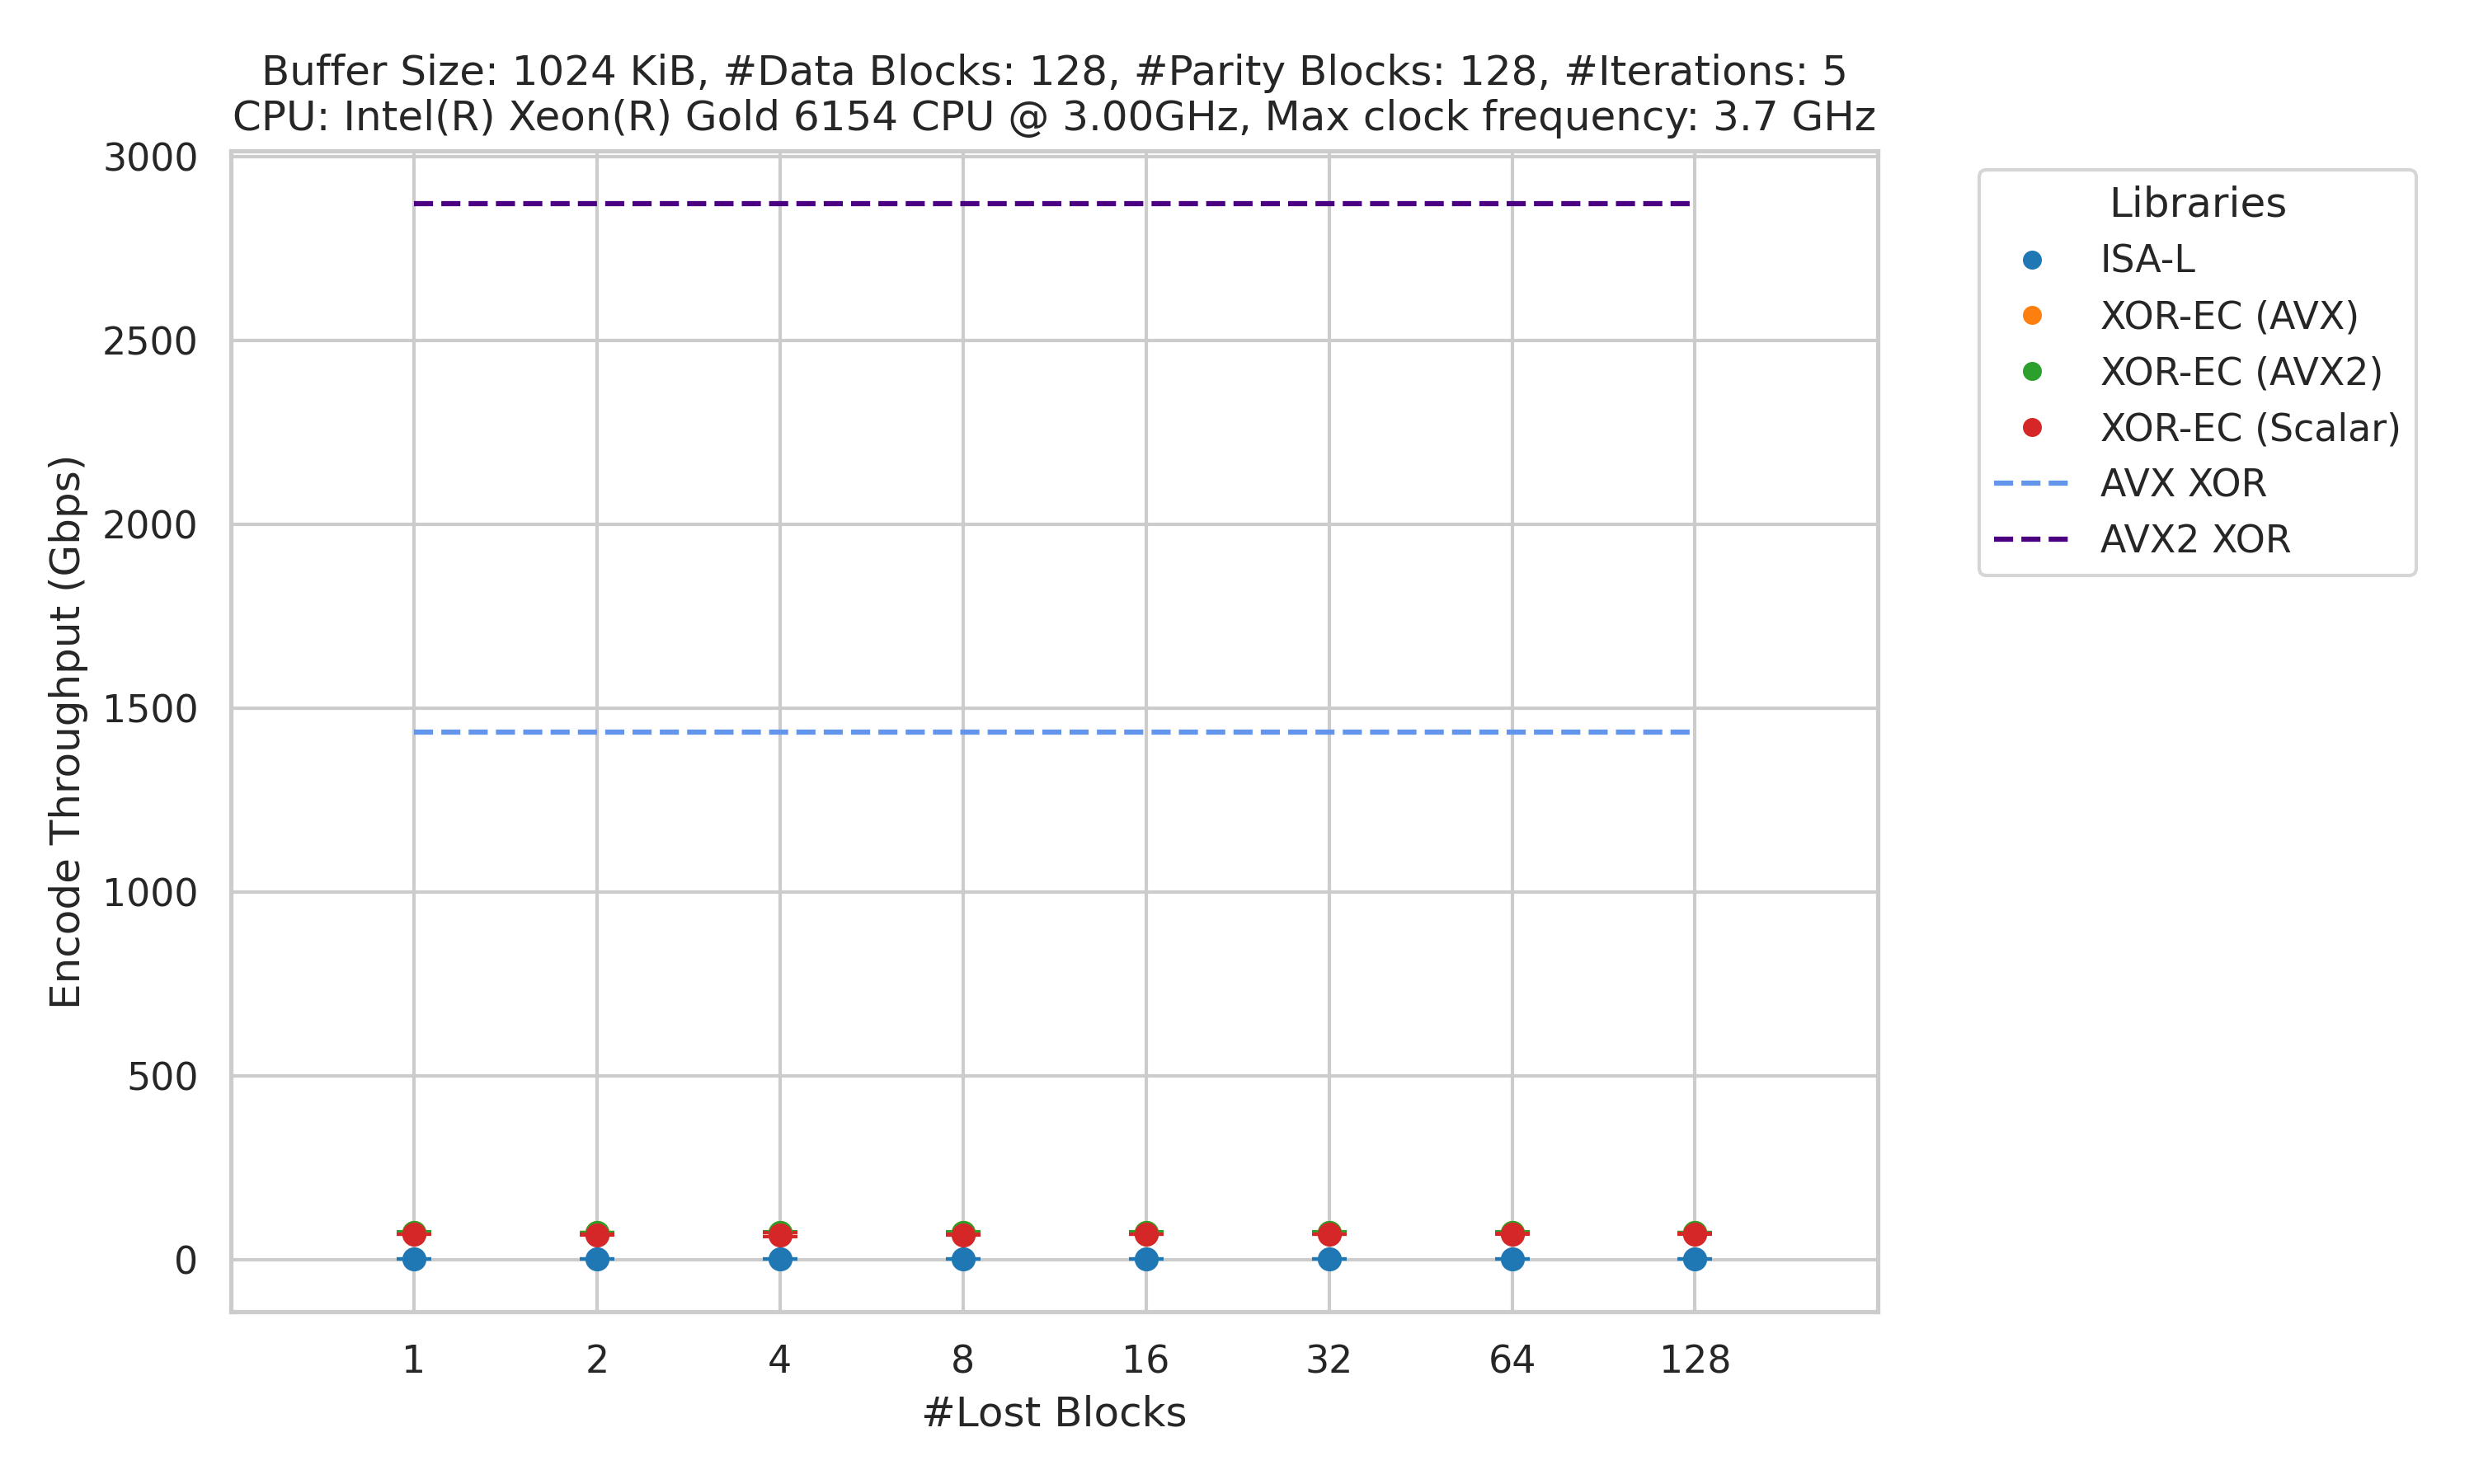 Buffer Size: 1024 KiB, #Data Blocks: 128, #Parity Blocks: 128, #Iterations: 5
CPU: Intel(R) Xeon(R) Gold 6154 CPU @ 3.00GHz, Max clock frequency: 3.7 GHz
3000
2500
2000
1500
1000
500
0
Encode Throughput (Gbps)
1 2 4 8 16 32 64 128
#Lost Blocks
Libraries
ISA-L
XOR-EC (AVX)
XOR-EC (AVX2)
XOR-EC (Scalar)
AVX XOR
AVX2 XOR